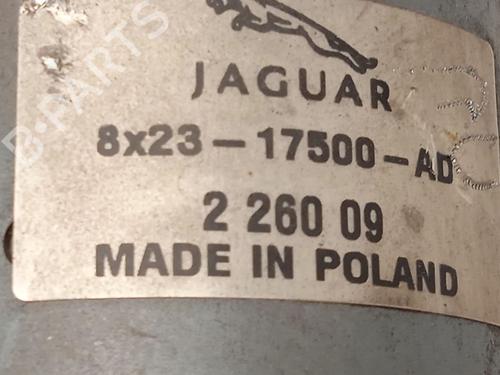 B-PARTS
JAGUAR
8x23-17500-AD
2 260 09
MADE IN POLAND